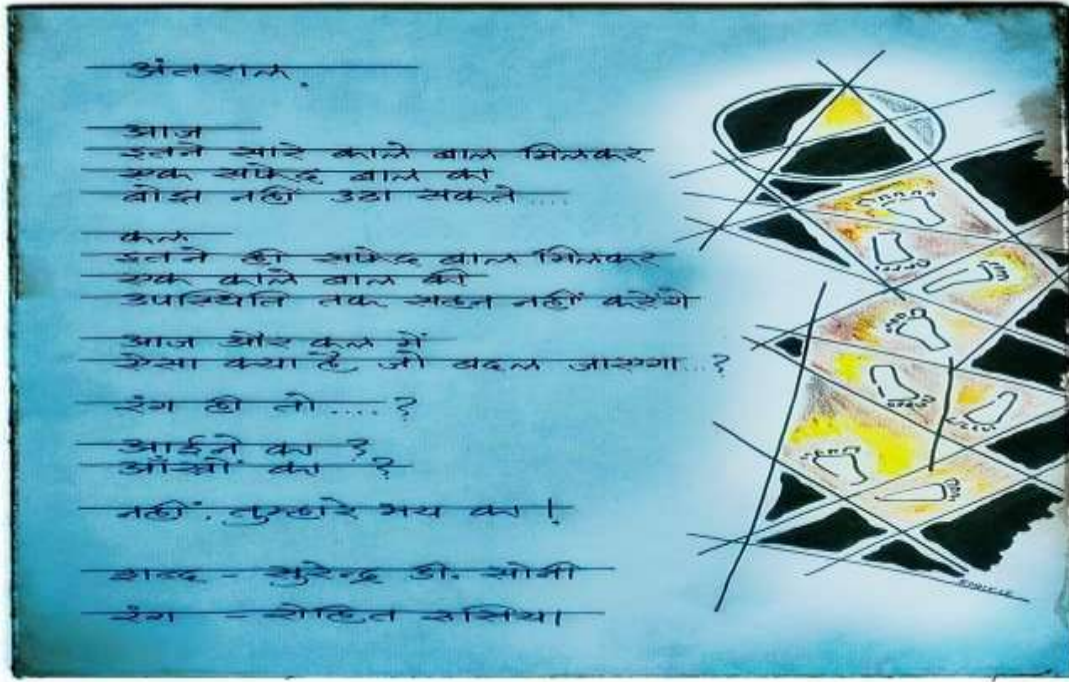 अंतराल.
आज
इतने सारे काले बाल मिलकर
एक सफेद बाल का
बोझ नहीं उठा सकते ....
कल
इतने ही सफेद बाल मिलकर
एक काले बाल की
उपस्थिति तक सहन नहीं करेंगे
आज और कल में
ऐसा क्या है जो बदल जाएगा...?
रंग ही तो ....?
आईने का ?
आँखों का ?
नहीं. तुम्हारे भय का !
शब्द - सुरेन्द्र डी. सोनी
रंग - रोहित रूसिया